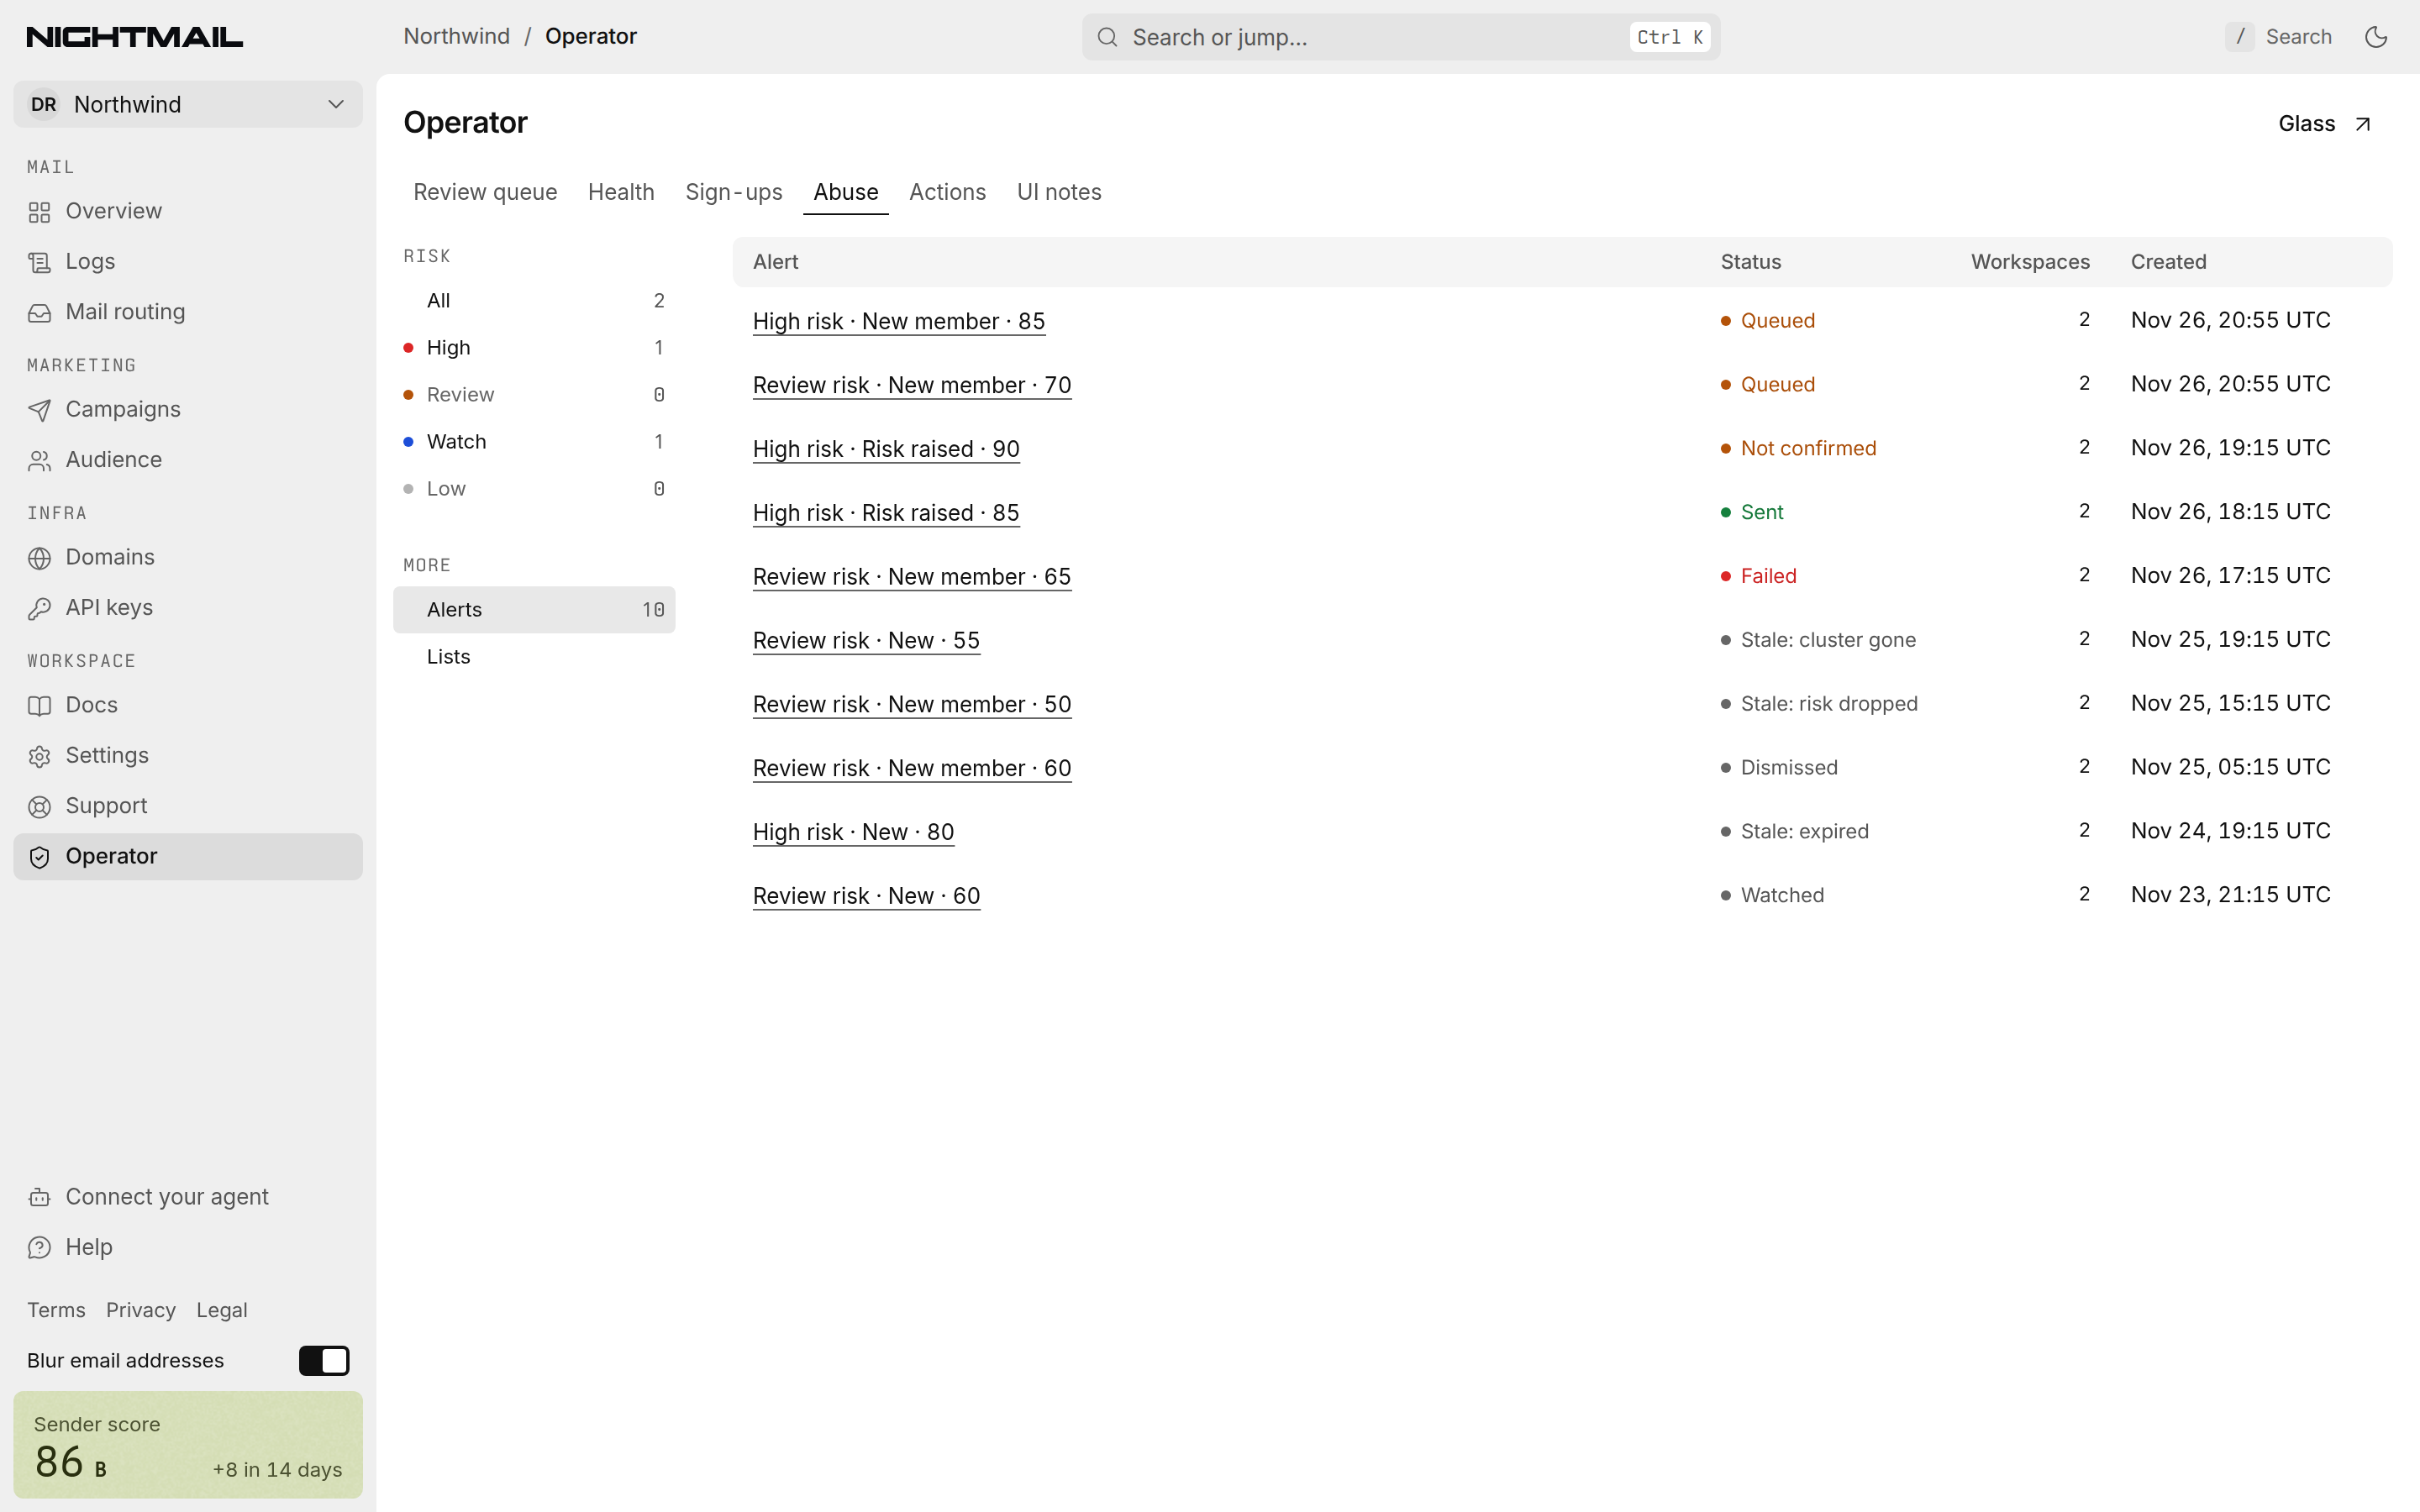 NIGHTMAIL
Northwind / Operator
Search or jump...
Ctrl K
/ Search
DR Northwind
MAIL
Overview
Logs
Mail routing
MARKETING
Campaigns
Audience
INFRA
Domains
API keys
WORKSPACE
Docs
Settings
Support
Operator
Connect your agent
Help
Terms Privacy Legal
Blur email addresses
Sender score
86 B +8 in 14 days
Operator
Glass
Review queue Health Sign-ups Abuse Actions UI notes
RISK
All 2
High 1
Review 0
Watch 1
Low 0
MORE
Alerts 10
Lists
Alert Status Workspaces Created
High risk · New member · 85 Queued 2 Nov 26, 20:55 UTC
Review risk · New member · 70 Queued 2 Nov 26, 20:55 UTC
High risk · Risk raised · 90 Not confirmed 2 Nov 26, 19:15 UTC
High risk · Risk raised · 85 Sent 2 Nov 26, 18:15 UTC
Review risk · New member · 65 Failed 2 Nov 26, 17:15 UTC
Review risk · New · 55 Stale: cluster gone 2 Nov 25, 19:15 UTC
Review risk · New member · 50 Stale: risk dropped 2 Nov 25, 15:15 UTC
Review risk · New member · 60 Dismissed 2 Nov 25, 05:15 UTC
High risk · New · 80 Stale: expired 2 Nov 24, 19:15 UTC
Review risk · New · 60 Watched 2 Nov 23, 21:15 UTC